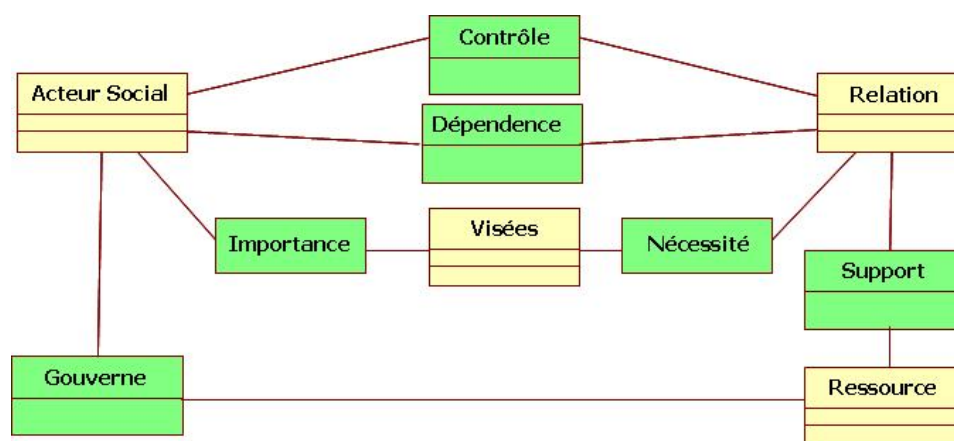 Contrôle
Acteur Social
Relation
Dépendence
Importance
Visées
Nécessité
Support
Gouverne
Ressource